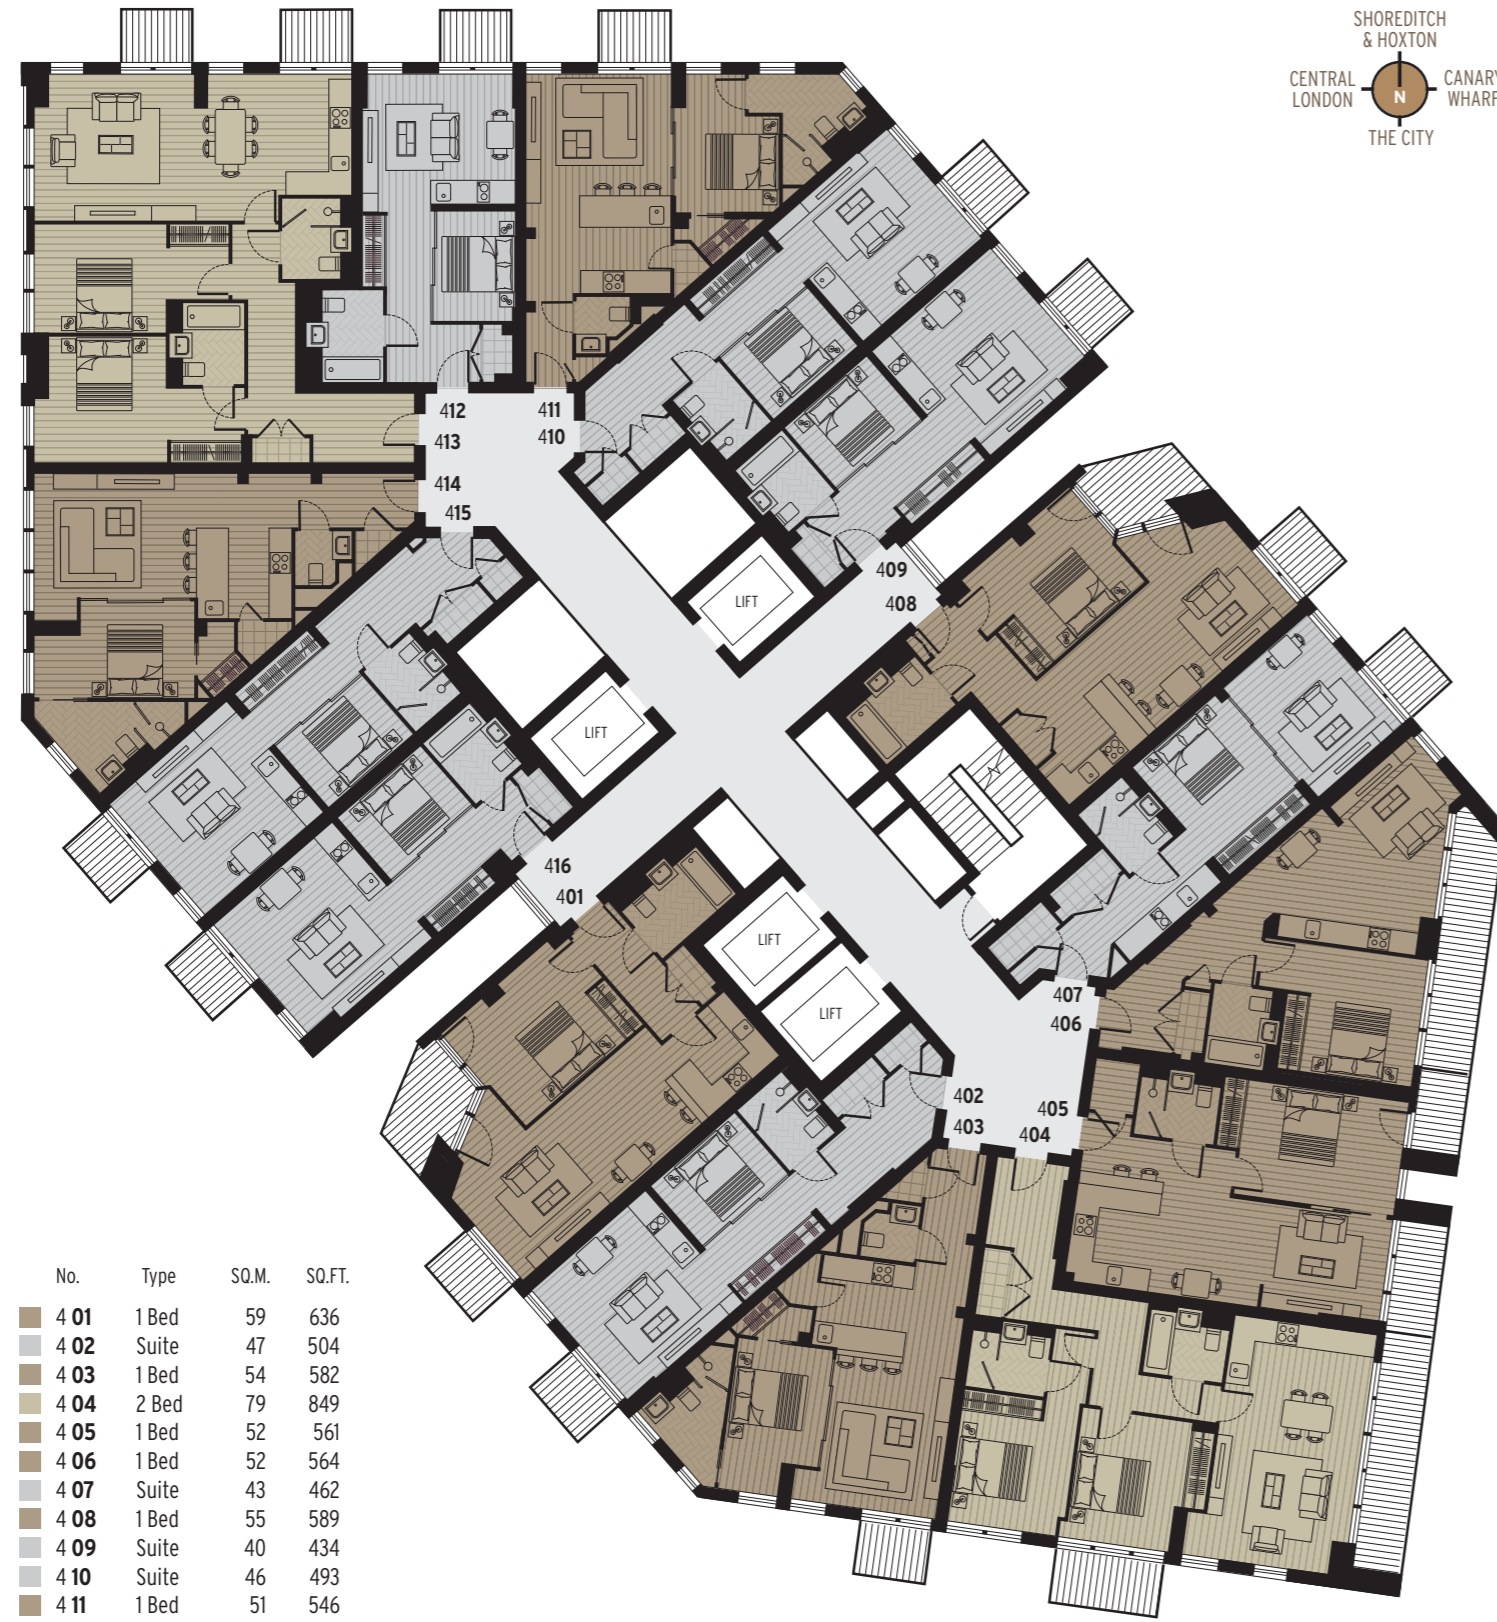 SHOREDITCH
& HOXTON
CENTRAL
LONDON
N
CANARY
WHARF
THE CITY
412
411
413
410
414
415
409
408
LIFT
LIFT
416
401
LIFT
LIFT
407
406
402
405
403
404
No. Type SQ.M. SQ.FT.
4 01 1 Bed 59 636
4 02 Suite 47 504
4 03 1 Bed 54 582
4 04 2 Bed 79 849
4 05 1 Bed 52 561
4 06 1 Bed 52 564
4 07 Suite 43 462
4 08 1 Bed 55 589
4 09 Suite 40 434
4 10 Suite 46 493
4 11 1 Bed 51 546